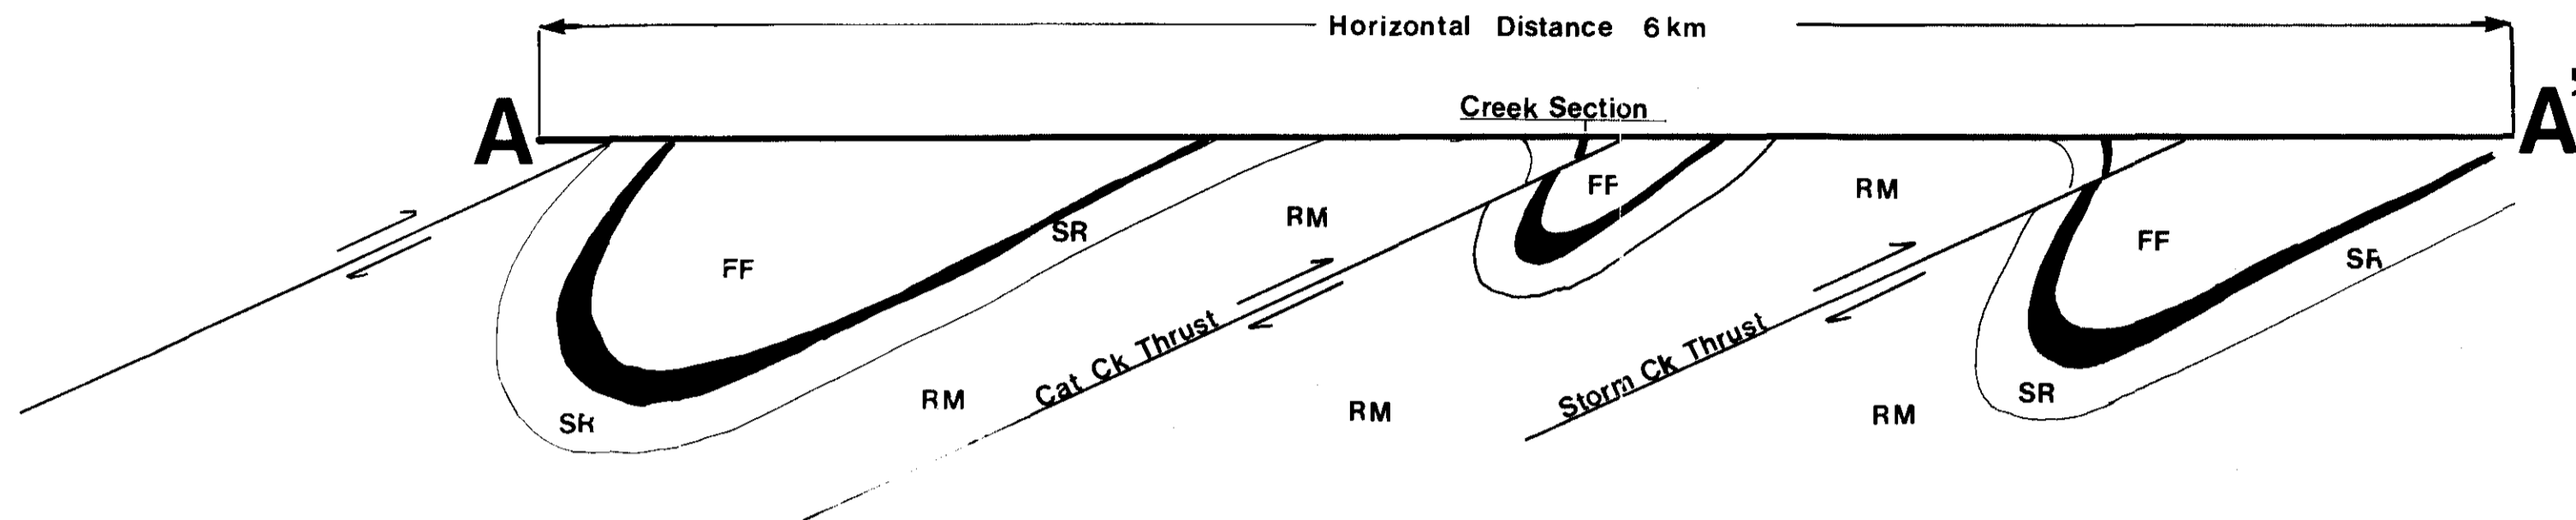 Horizontal Distance 6 km
A
Creek Section
A'
FF
RM
RM
SR
FF
FF
SR
Cat Ck Thrust
Storm Ck Thrust
SR
RM
RM
RM
SR